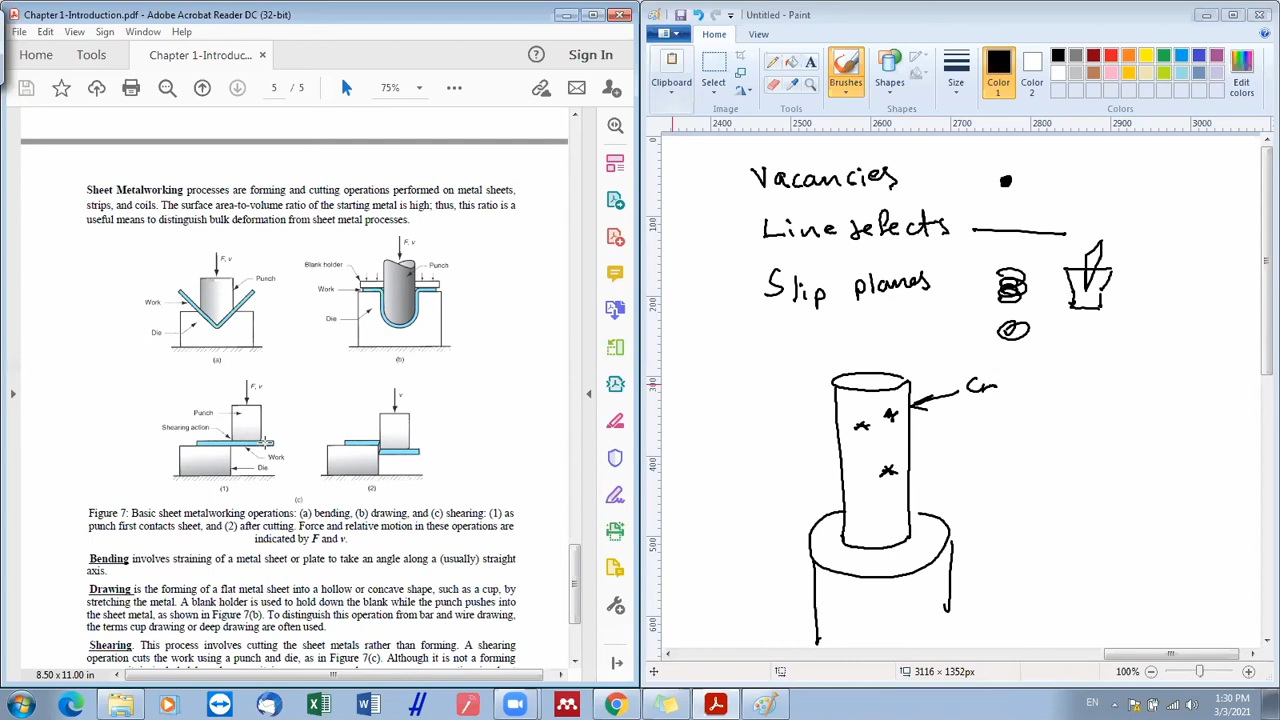 Chapter 1-Introduction.pdf - Adobe Acrobat Reader DC (32-bit)
File Edit View Sign Window Help
Home Tools Chapter 1-Introduc... × Sign In
5 75%
Sheet Metalworking processes are forming and cutting operations performed on metal sheets,
strips, and coils. The surface area-to-volume ratio of the starting metal is high; thus, this ratio is a
useful means to distinguish bulk deformation from sheet metal processes.
F, v
Punch
Work
Die
(a)
F, v
Blank holder
Punch
Work
Die
(b)
F, v
Punch
Shearing action
Work
Die
(1)
v
(2)
(c)
Figure 7: Basic sheet metalworking operations: (a) bending, (b) drawing, and (c) shearing: (1) as
punch first contacts sheet, and (2) after cutting. Force and relative motion in these operations are
indicated by F and v.
Bending involves straining of a metal sheet or plate to take an angle along a (usually) straight
axis.
Drawing is the forming of a flat metal sheet into a hollow or concave shape, such as a cup, by
stretching the metal. A blank holder is used to hold down the blank while the punch pushes into
the sheet metal, as shown in Figure 7(b). To distinguish this operation from bar and wire drawing,
the terms cup drawing or deep drawing are often used.
Shearing. This process involves cutting the sheet metals rather than forming. A shearing
operation cuts the work using a punch and die, as in Figure 7(c). Although it is not a forming
8.50 x 11.00 in
Untitled - Paint
Home View
Clipboard
Select
Image
Tools
Brushes
Shapes
Shapes
Size
Color 1
Color 2
Edit colors
Colors
2400 2500 2600 2700 2800 2900 3000
0
100
200
300
400
500
600
Vacancies
Line defects
Slip planes
Cr
3116 × 1352px
100%
EN
1:30 PM
3/3/2021